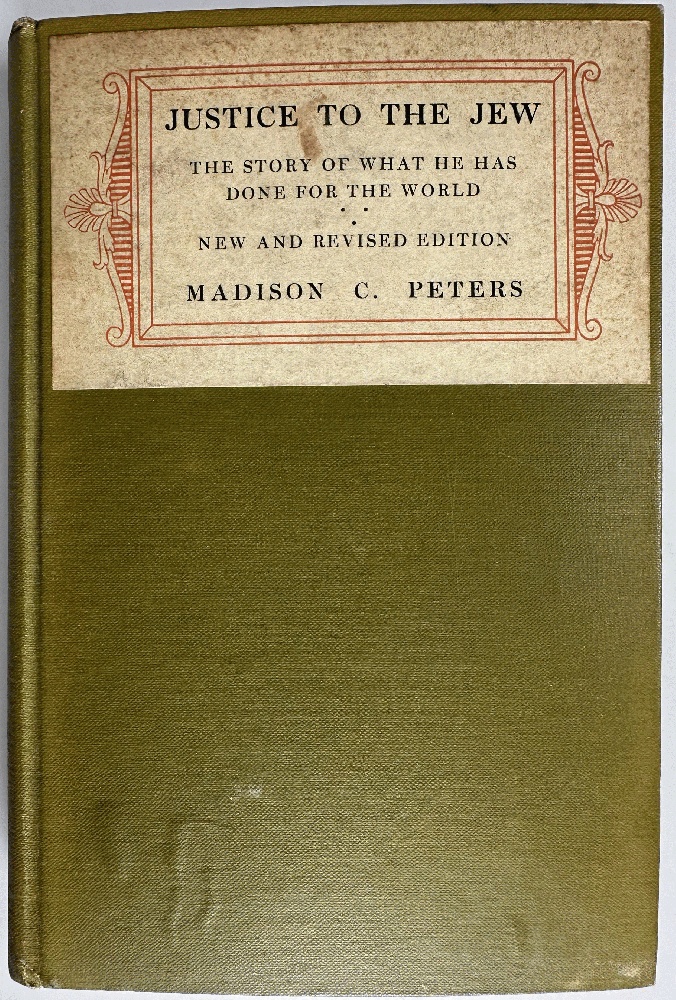 JUSTICE TO THE JEW
THE STORY OF WHAT HE HAS
DONE FOR THE WORLD
NEW AND REVISED EDITION
MADISON C. PETERS